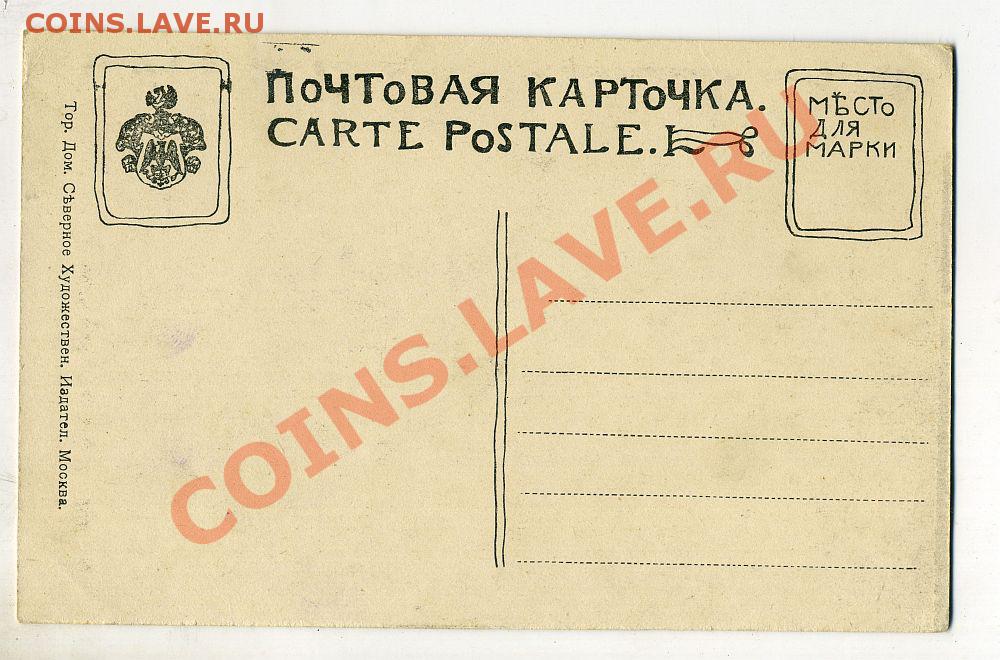 COINS.LAVE.RU
ПОЧТОВАЯ КАРТОЧКА.
CARTE POSTALE.
МѢСТО
ДЛЯ
МАРКИ
Тор. Дом. Сѣверное Художествен. Издател. Москва.
COINS.LAVE.RU